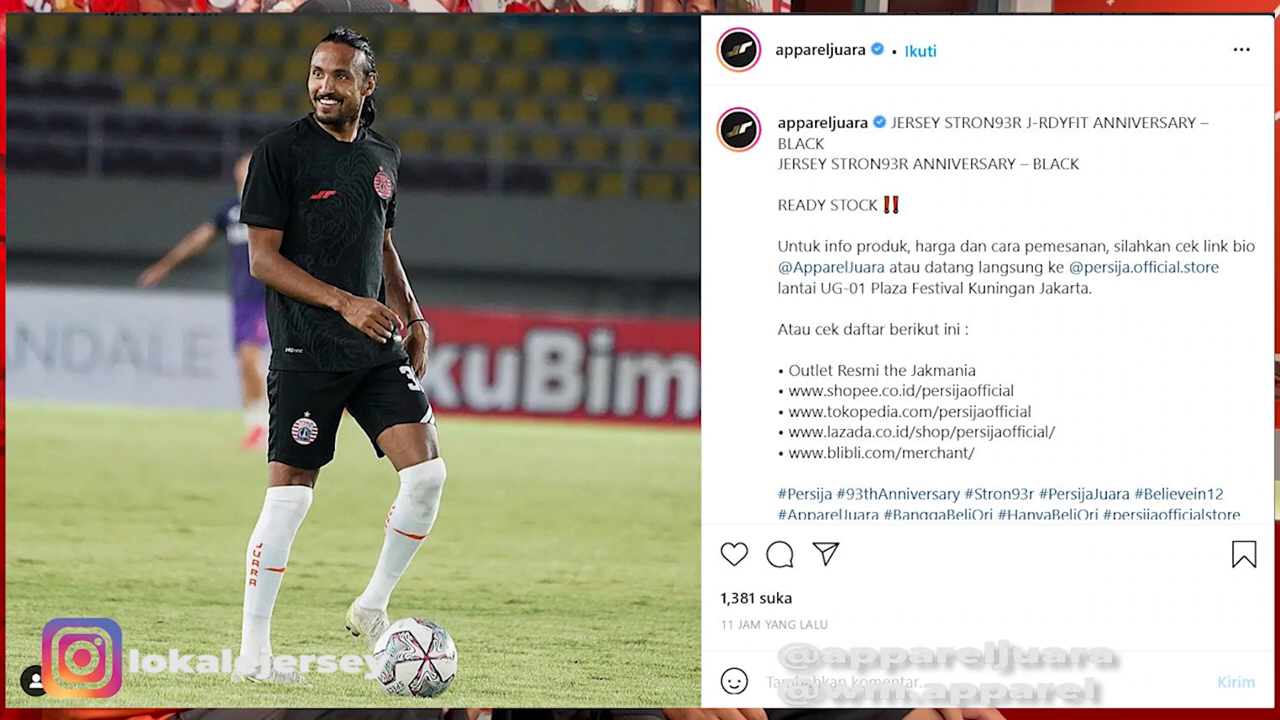 appareljuara • Ikuti
appareljuara JERSEY STRON93R J-RDYFIT ANNIVERSARY –
BLACK
JERSEY STRON93R ANNIVERSARY – BLACK
READY STOCK ‼️
Untuk info produk, harga dan cara pemesanan, silahkan cek link bio
@ApparelJuara atau datang langsung ke @persija.official.store
lantai UG-01 Plaza Festival Kuningan Jakarta.
Atau cek daftar berikut ini :
• Outlet Resmi the Jakmania
• www.shopee.co.id/persijaofficial
• www.tokopedia.com/persijaofficial
• www.lazada.co.id/shop/persijaofficial/
• www.blibli.com/merchant/
#Persija #93thAnniversary #Stron93r #PersijaJuara #Believein12
#ApparelJuara #BanggaBeliOri #HanyaBeliOri #persijaofficialstore
1,381 suka
11 JAM YANG LALU
Tambahkan komentar...
Kirim
@appareljuara
@wm.apparel
lokalejersey
NDALE
kuBim
3
JUARA